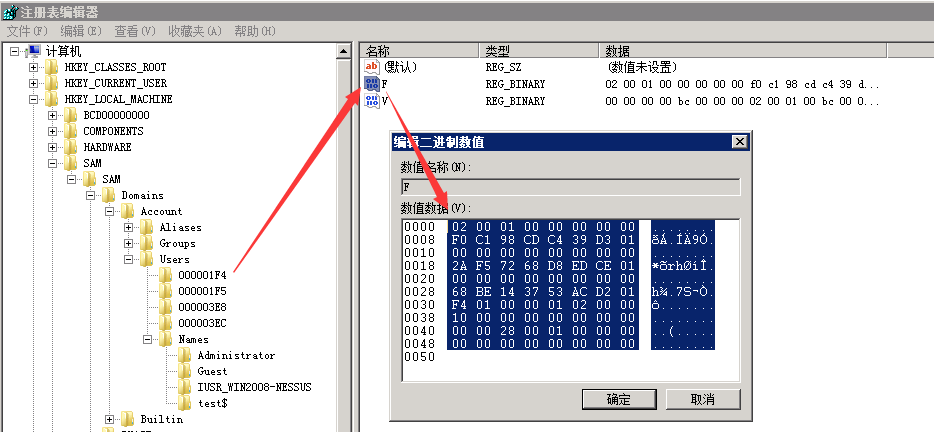 注册表编辑器
文件(F) 编辑(E) 查看(V) 收藏夹(A) 帮助(H)
计算机
HKEY_CLASSES_ROOT
HKEY_CURRENT_USER
HKEY_LOCAL_MACHINE
BCD00000000
COMPONENTS
HARDWARE
SAM
SAM
Domains
Account
Aliases
Groups
Users
000001F4
000001F5
000003E8
000003EC
Names
Administrator
Guest
IUSR_WIN2008-NESSUS
test$
Builtin
名称 类型 数据
(默认) REG_SZ (数值未设置)
F REG_BINARY 02 00 01 00 00 00 00 00 f0 c1 98 cd c4 39 d...
V REG_BINARY 00 00 00 00 bc 00 00 00 02 00 01 00 bc 00 0...
编辑二进制数值
数值名称(N):
F
数值数据(V):
0000 02 00 01 00 00 00 00 00 ........
0008 F0 C1 98 CD C4 39 D3 01 ðÁ.ÍÄ9Ó.
0010 00 00 00 00 00 00 00 00 ........
0018 2A F5 72 68 D8 ED CE 01 *õrhØíÎ.
0020 00 00 00 00 00 00 00 00 ........
0028 68 BE 14 37 53 AC D2 01 h¾.7S¬Ò.
0030 F4 01 00 00 01 02 00 00 ô.......
0038 10 00 00 00 00 00 00 00 ........
0040 00 00 28 00 01 00 00 00 ..(.....
0048 00 00 00 00 00 00 00 00 ........
0050
确定 取消